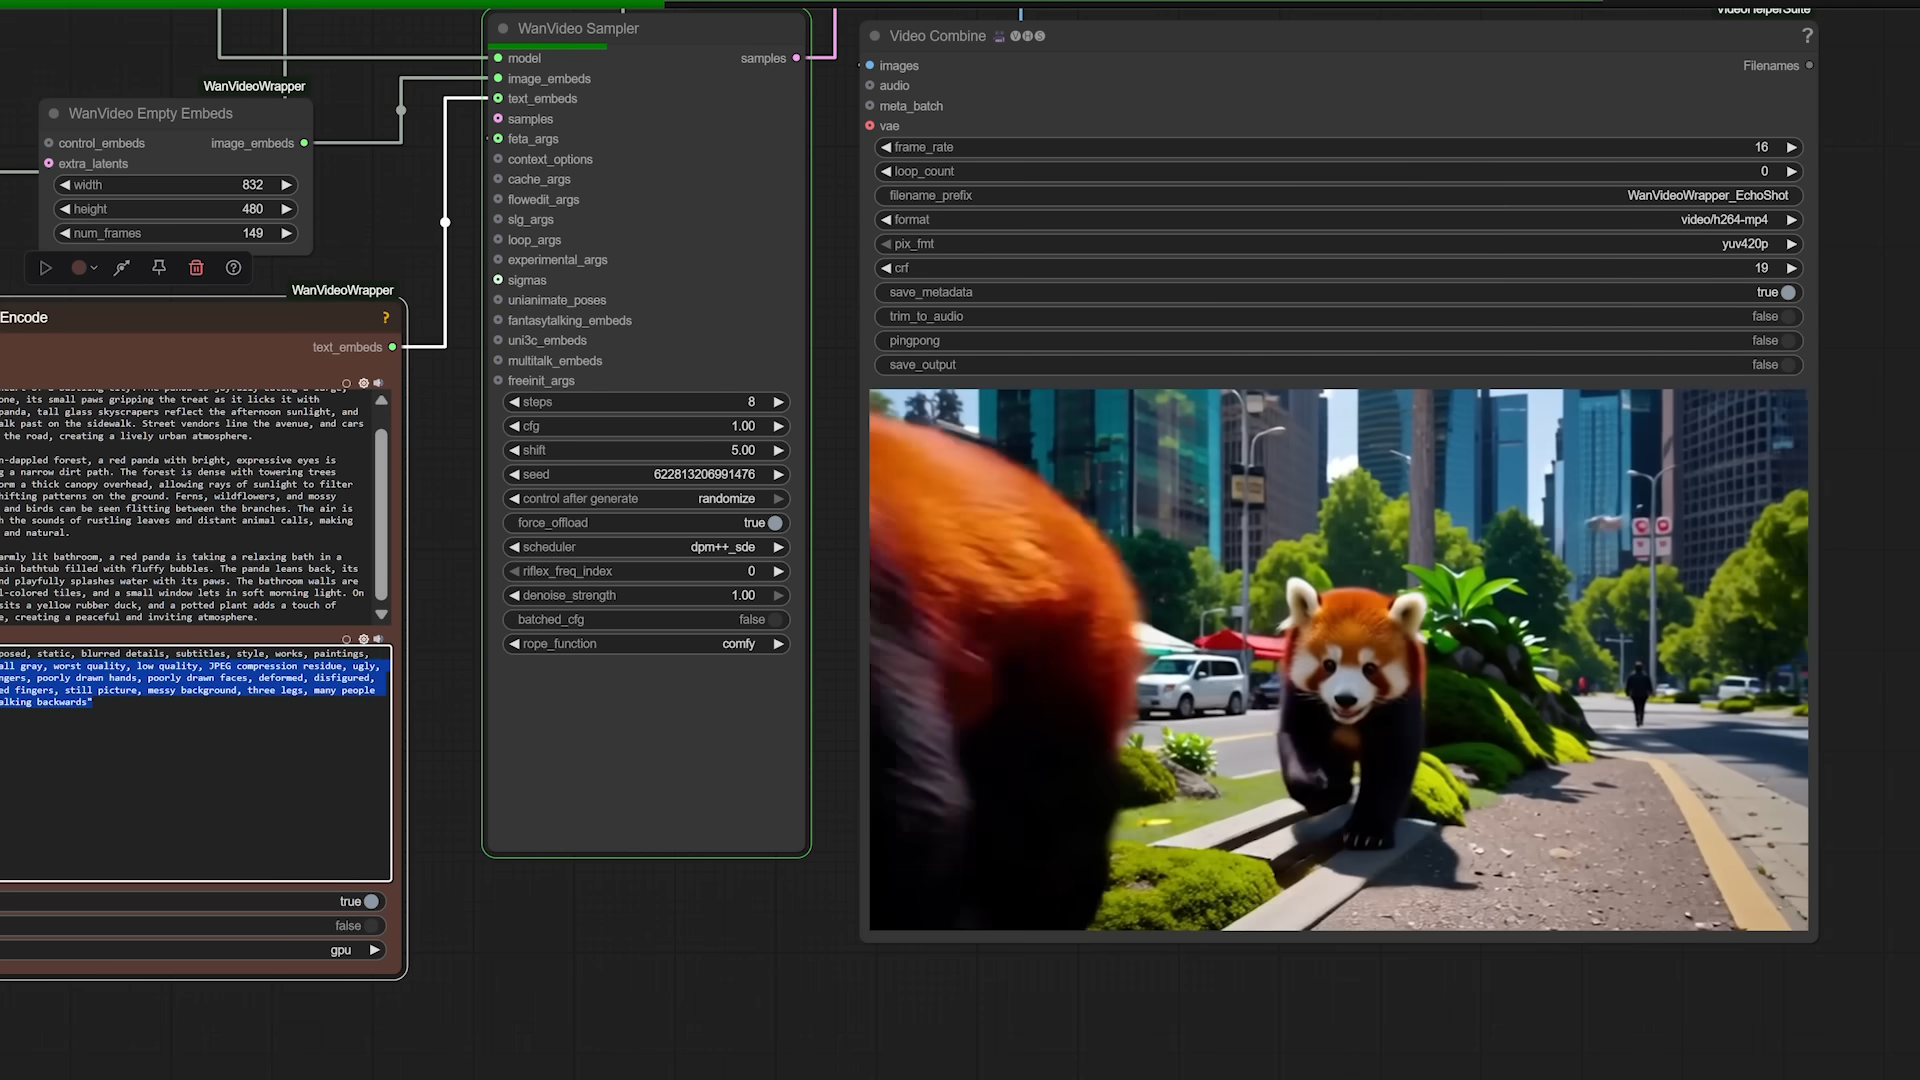 VideoHelperSuite
WanVideo Sampler
model
samples
image_embeds
text_embeds
samples
feta_args
context_options
cache_args
flowedit_args
slg_args
loop_args
experimental_args
sigmas
unianimate_poses
fantasytalking_embeds
uni3c_embeds
multitalk_embeds
freeinit_args
steps 8
cfg 1.00
shift 5.00
seed 622813206991476
control after generate randomize
force_offload true
scheduler dpm++_sde
riflex_freq_index 0
denoise_strength 1.00
batched_cfg false
rope_function comfy
WanVideoWrapper
WanVideo Empty Embeds
control_embeds image_embeds
extra_latents
width 832
height 480
num_frames 149
WanVideoWrapper
Encode ?
text_embeds
one, its small paws gripping the treat as it licks it with
panda, tall glass skyscrapers reflect the afternoon sunlight, and
alk past on the sidewalk. Street vendors line the avenue, and cars
the road, creating a lively urban atmosphere.
n-dappled forest, a red panda with bright, expressive eyes is
g a narrow dirt path. The forest is dense with towering trees
orm a thick canopy overhead, allowing rays of sunlight to filter
hifting patterns on the ground. Ferns, wildflowers, and mossy
and birds can be seen flitting between the branches. The air is
h the sounds of rustling leaves and distant animal calls, making
and natural.
armly lit bathroom, a red panda is taking a relaxing bath in a
ain bathtub filled with fluffy bubbles. The panda leans back, its
nd playfully splashes water with its paws. The bathroom walls are
l-colored tiles, and a small window lets in soft morning light. On
sits a yellow rubber duck, and a potted plant adds a touch of
e, creating a peaceful and inviting atmosphere.
posed, static, blurred details, subtitles, style, works, paintings,
all gray, worst quality, low quality, JPEG compression residue, ugly,
ngers, poorly drawn hands, poorly drawn faces, deformed, disfigured,
ed fingers, still picture, messy background, three legs, many people
alking backwards"
true
false
gpu
Video Combine VHS ?
images Filenames
audio
meta_batch
vae
frame_rate 16
loop_count 0
filename_prefix WanVideoWrapper_EchoShot
format video/h264-mp4
pix_fmt yuv420p
crf 19
save_metadata true
trim_to_audio false
pingpong false
save_output false